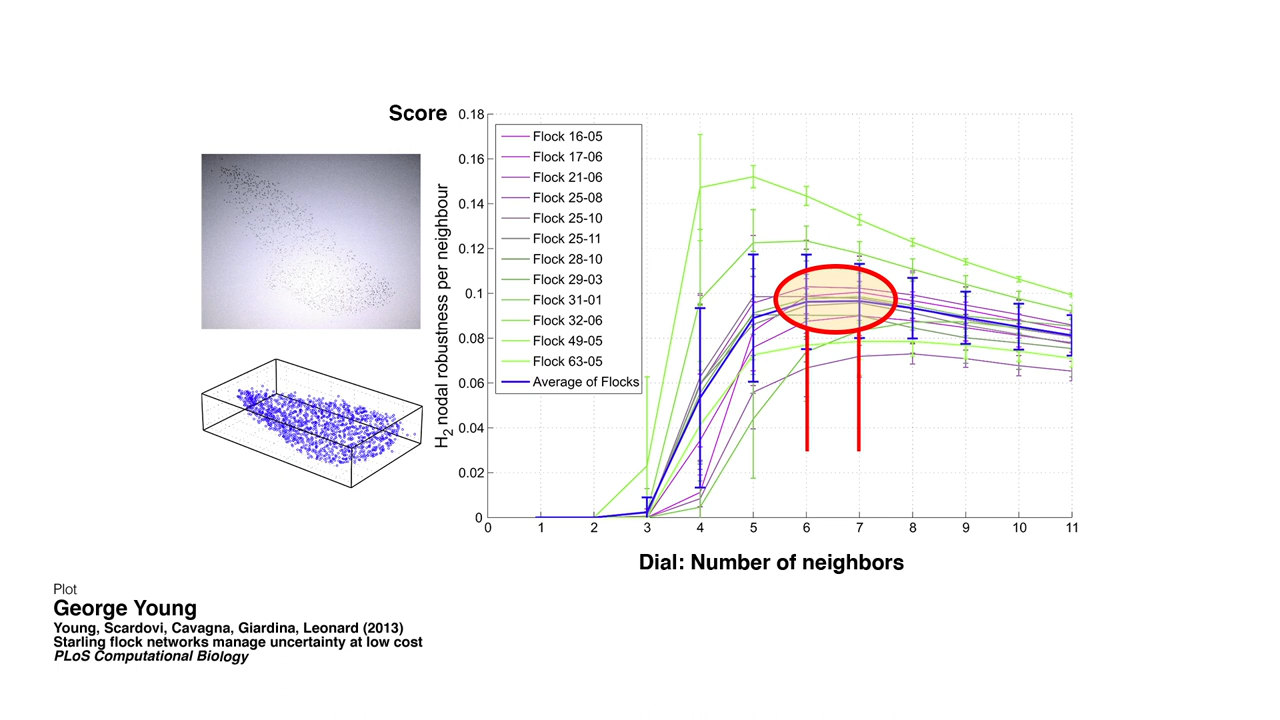 Score
0.18
0.16
0.14
0.12
0.1
0.08
0.06
0.04
0.02
0
H2 nodal robustness per neighbour
Flock 16-05
Flock 17-06
Flock 21-06
Flock 25-08
Flock 25-10
Flock 25-11
Flock 28-10
Flock 29-03
Flock 31-01
Flock 32-06
Flock 49-05
Flock 63-05
Average of Flocks
0 1 2 3 4 5 6 7 8 9 10 11
Dial: Number of neighbors
Plot
George Young
Young, Scardovi, Cavagna, Giardina, Leonard (2013)
Starling flock networks manage uncertainty at low cost
PLoS Computational Biology